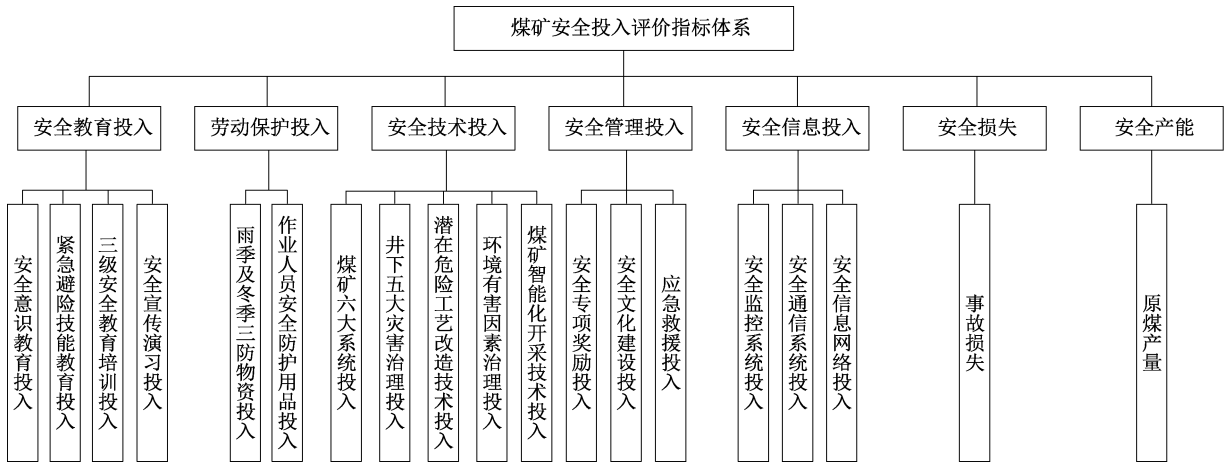 煤矿安全投入评价指标体系
安全教育投入
劳动保护投入
安全技术投入
安全管理投入
安全信息投入
安全损失
安全产能
安全意识教育投入
紧急避险技能教育投入
三级安全教育培训投入
安全宣传演习投入
雨季及冬季三防物资投入
作业人员安全防护用品投入
煤矿六大系统投入
井下五大灾害治理投入
潜在危险工艺改造技术投入
环境有害因素治理投入
煤矿智能化开采技术投入
安全专项奖励投入
安全文化建设投入
应急救援投入
安全监控系统投入
安全通信系统投入
安全信息网络投入
事故损失
原煤产量